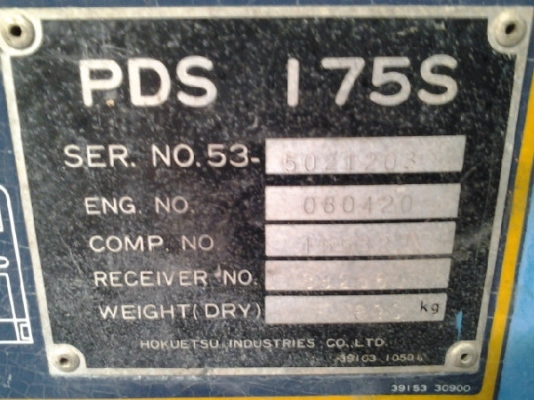 PDS 175S
SER. NO. 53- 5021203
ENG. NO. 060420
COMP. NO
RECEIVER NO.
WEIGHT(DRY) kg
HOKUETSU INDUSTRIES CO., LTD.
39153 30900